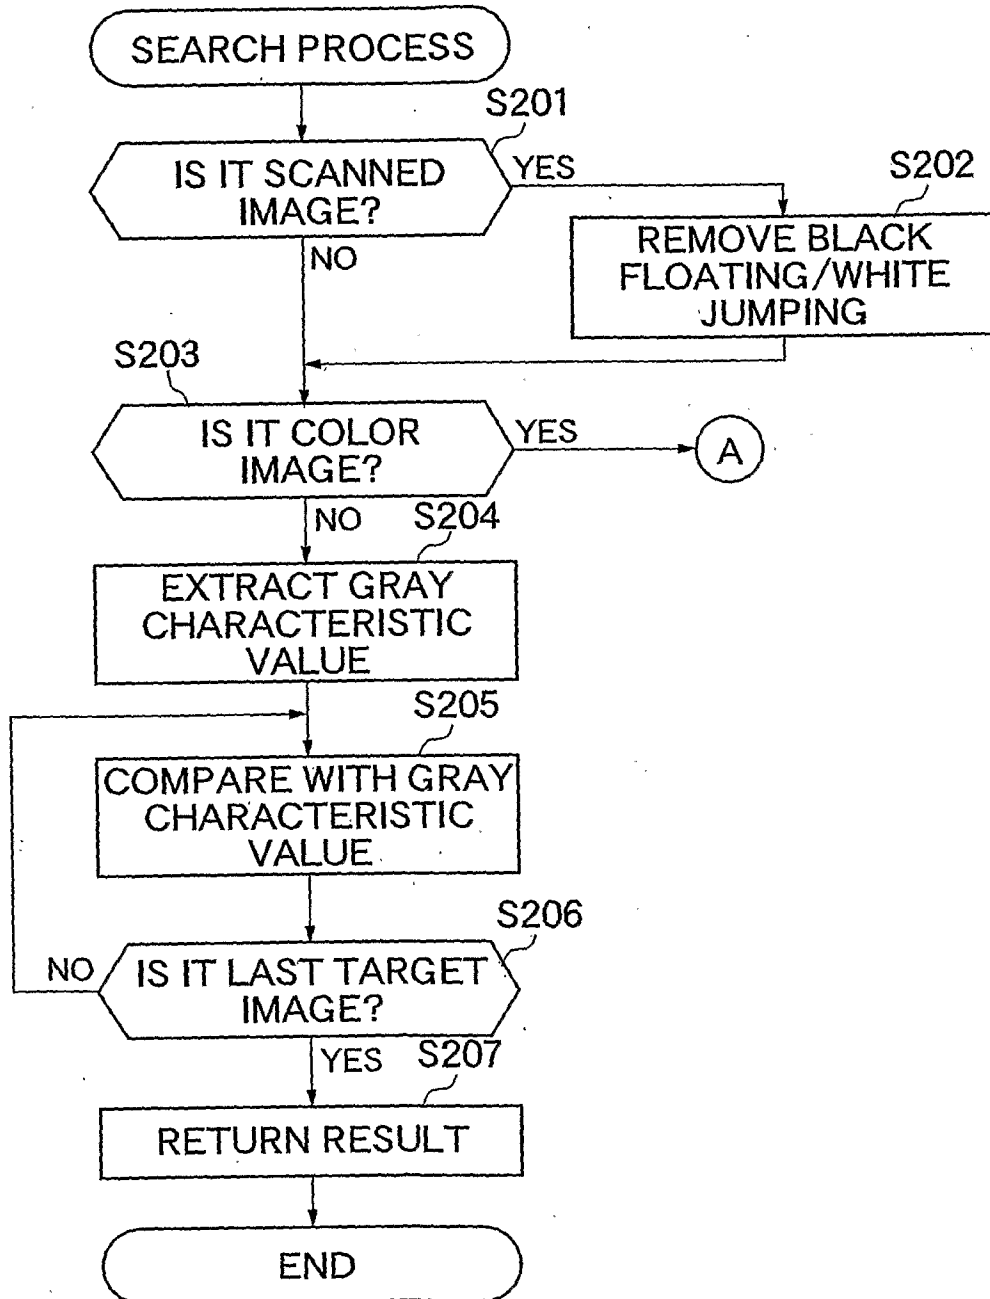 SEARCH PROCESS
S201
IS IT SCANNED
IMAGE?
YES
NO
S202
REMOVE BLACK
FLOATING/WHITE
JUMPING
S203
IS IT COLOR
IMAGE?
YES
A
NO
S204
EXTRACT GRAY
CHARACTERISTIC
VALUE
S205
COMPARE WITH GRAY
CHARACTERISTIC
VALUE
S206
NO
IS IT LAST TARGET
IMAGE?
YES
S207
RETURN RESULT
END